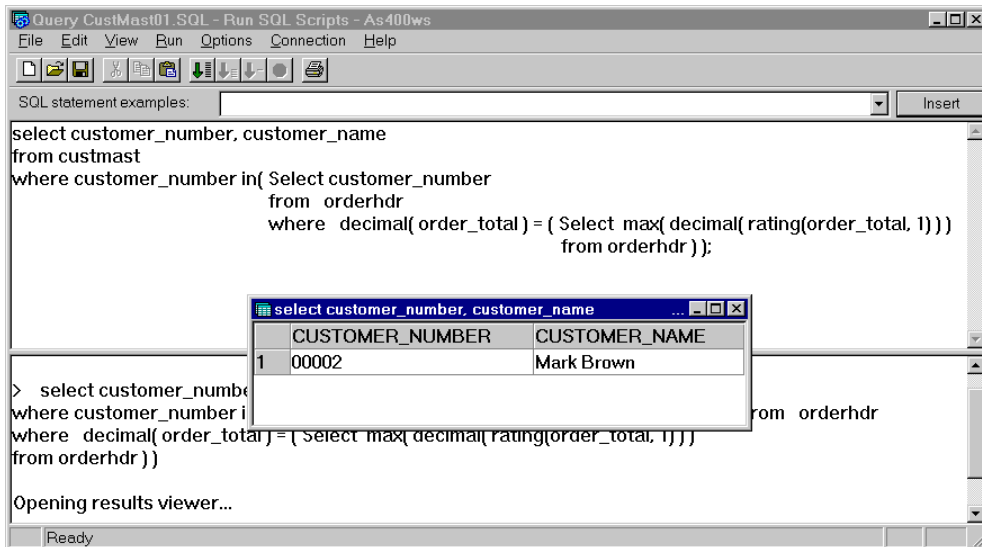 Query CustMast01.SQL - Run SQL Scripts - As400ws
File Edit View Run Options Connection Help
SQL statement examples: Insert
select customer_number, customer_name
from custmast
where customer_number in( Select customer_number
from orderhdr
where decimal( order_total ) = ( Select max( decimal( rating(order_total, 1) ) )
from orderhdr ) );
select customer_number, customer_name ...
CUSTOMER_NUMBER CUSTOMER_NAME
1 00002 Mark Brown
> select customer_numbe
where customer_number i rom orderhdr
where decimal( order_total ) = ( Select max( decimal( rating(order_total, 1) ) )
from orderhdr ) )
Opening results viewer...
Ready